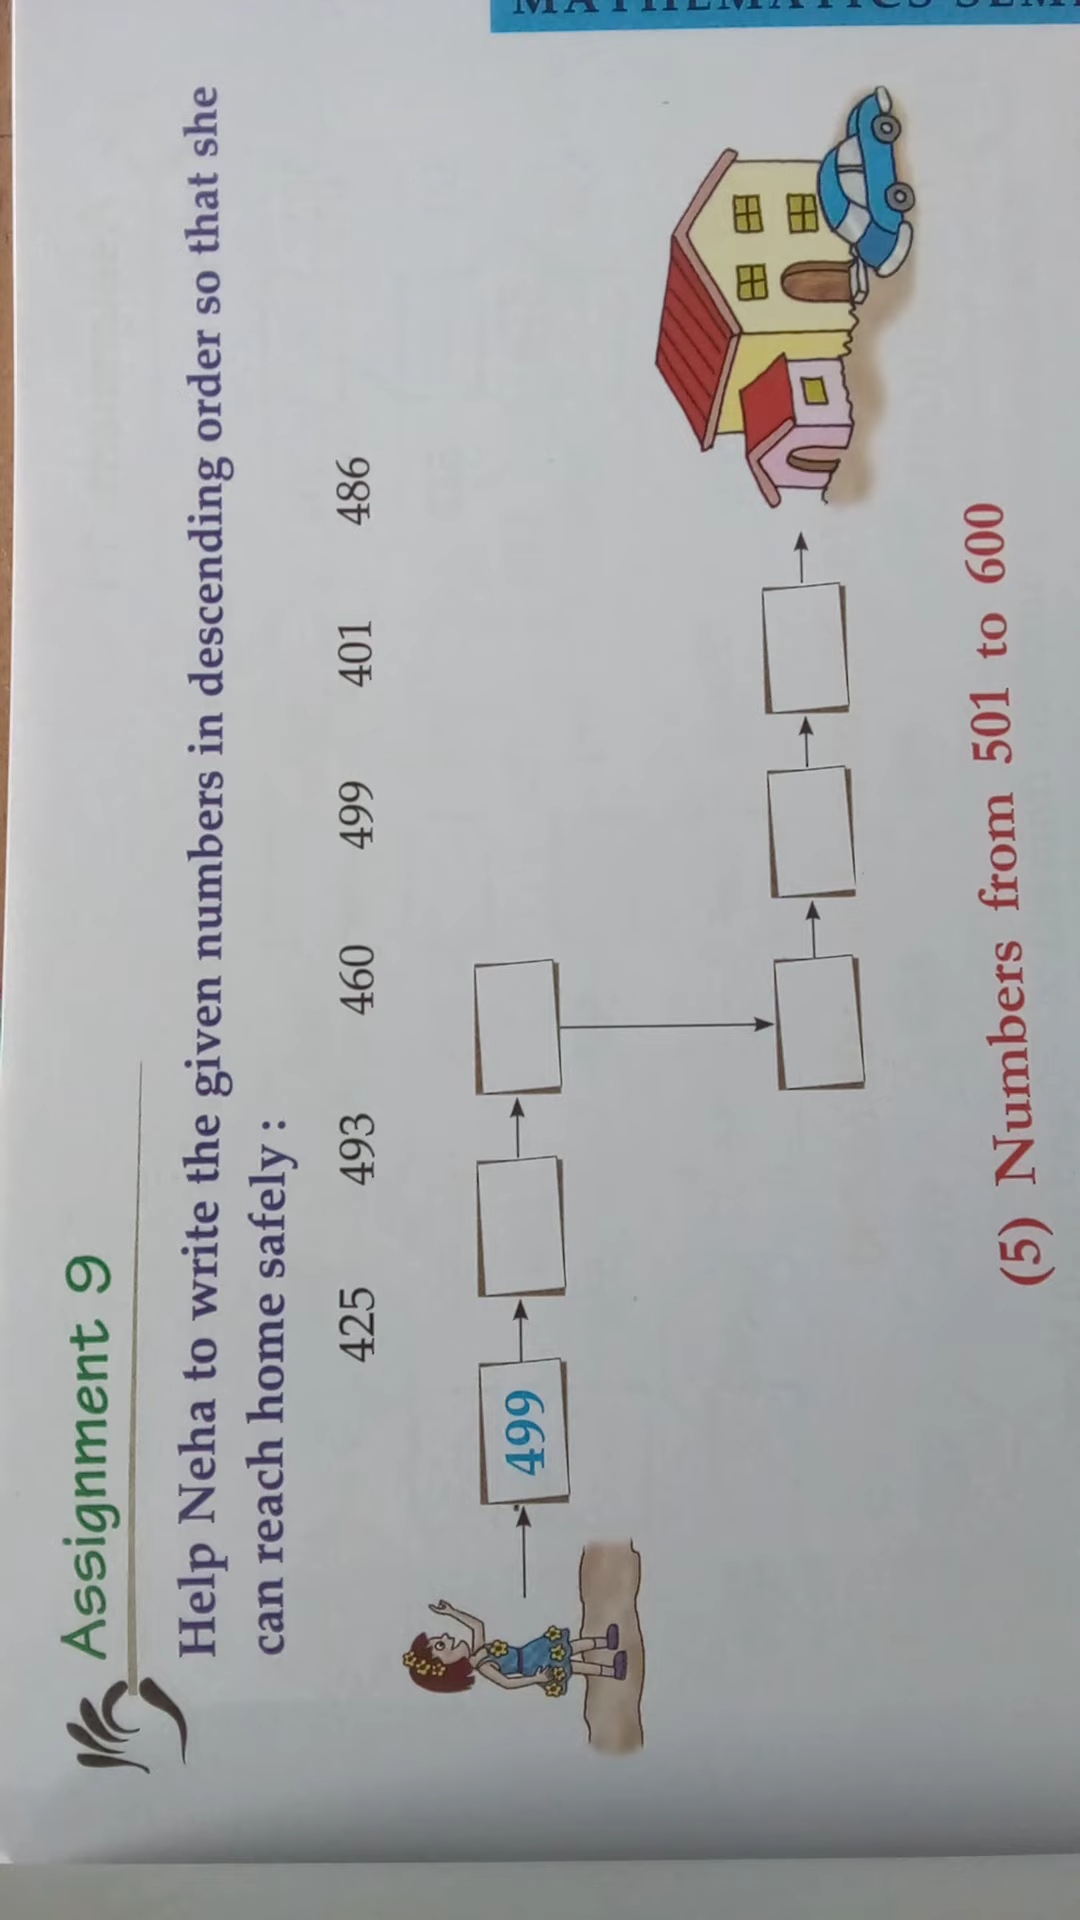 Assignment 9
Help Neha to write the given numbers in descending order so that she
can reach home safely :
425 493 460 499 401 486
499
(5) Numbers from 501 to 600